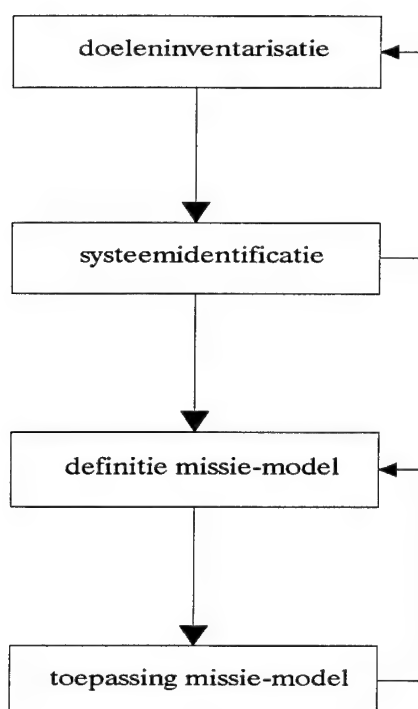 doeleninventarisatie
systeemidentificatie
definitie missie-model
toepassing missie-model